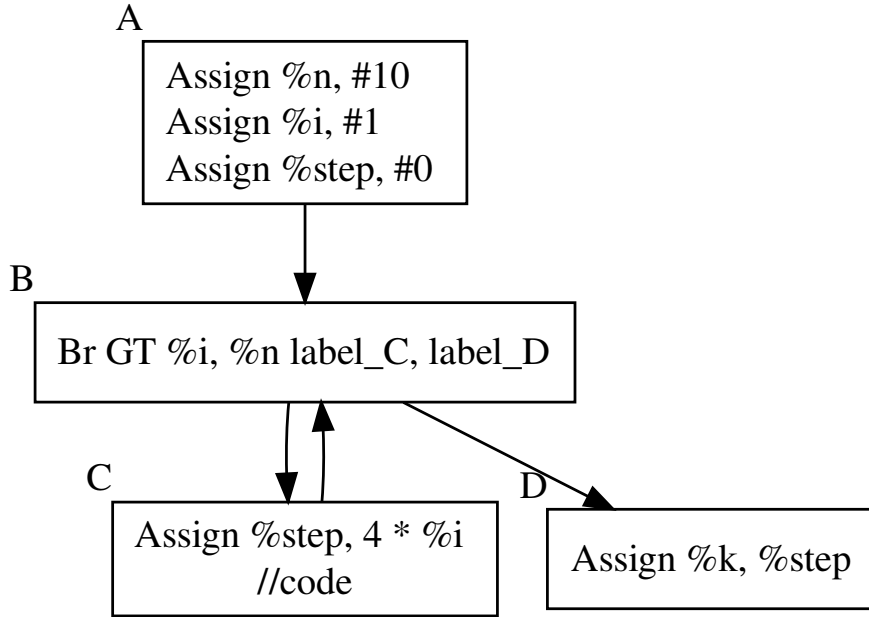 A
Assign %n, #10
Assign %i, #1
Assign %step, #0
B
Br GT %i, %n label_C, label_D
C
Assign %step, 4 * %i
//code
D
Assign %k, %step